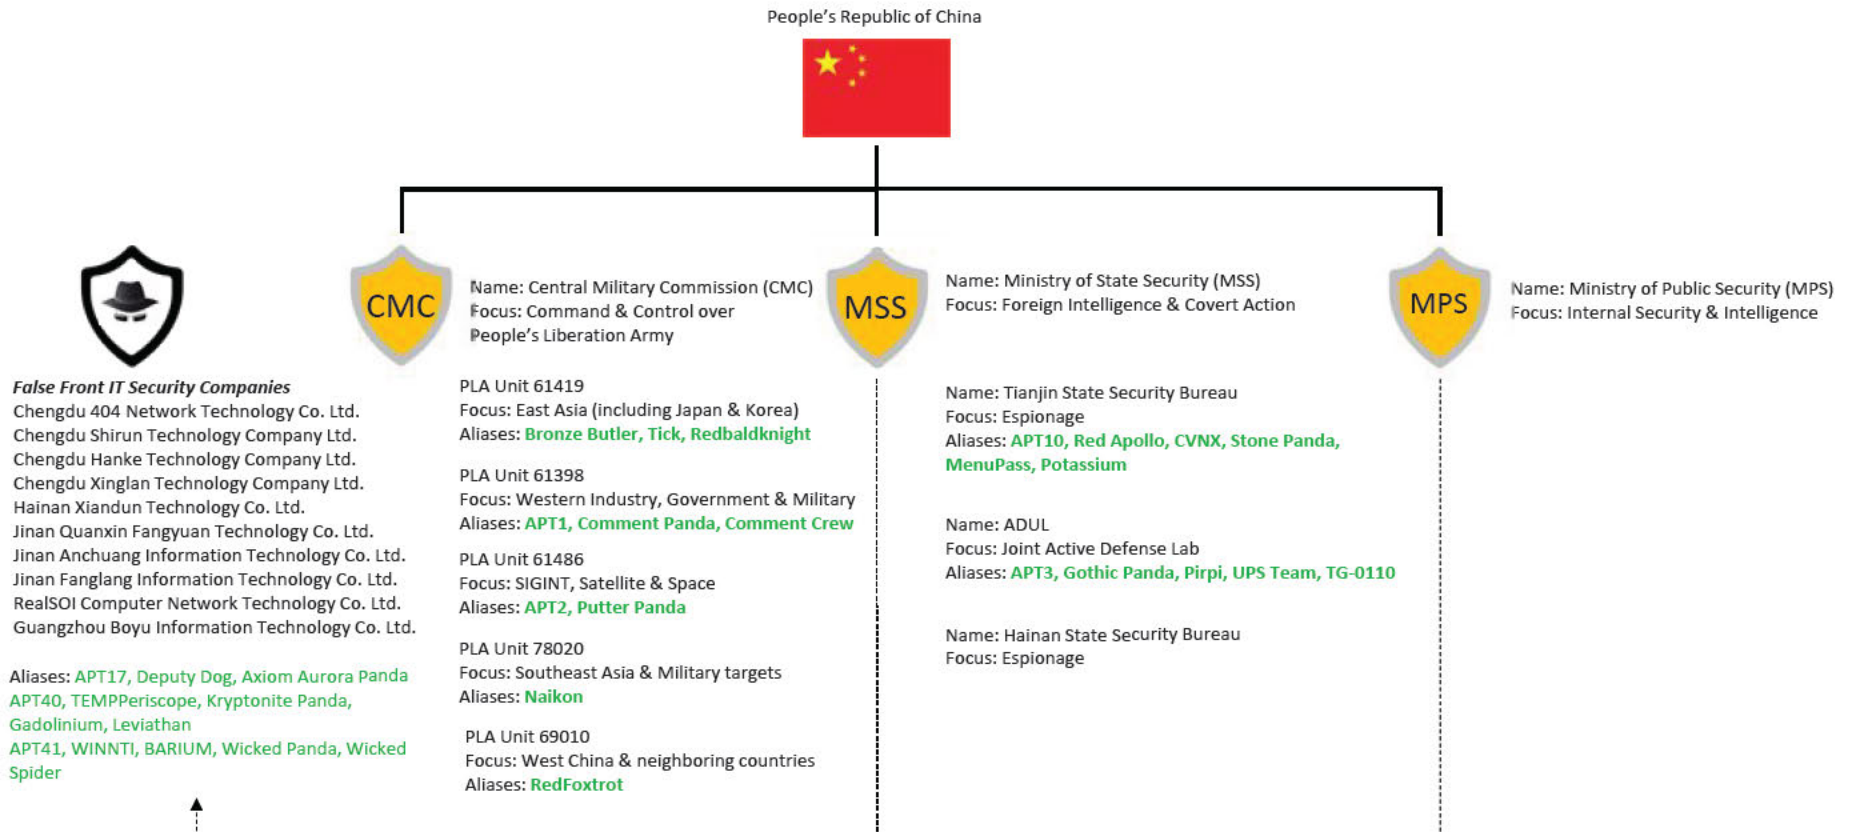 People's Republic of China
False Front IT Security Companies
Chengdu 404 Network Technology Co. Ltd.
Chengdu Shirun Technology Company Ltd.
Chengdu Hanke Technology Company Ltd.
Chengdu Xinglan Technology Company Ltd.
Hainan Xiandun Technology Co. Ltd.
Jinan Quanxin Fangyuan Technology Co. Ltd.
Jinan Anchuang Information Technology Co. Ltd.
Jinan Fanglang Information Technology Co. Ltd.
RealSOI Computer Network Technology Co. Ltd.
Guangzhou Boyu Information Technology Co. Ltd.
Aliases: APT17, Deputy Dog, Axiom Aurora Panda
APT40, TEMPPeriscope, Kryptonite Panda,
Gadolinium, Leviathan
APT41, WINNTI, BARIUM, Wicked Panda, Wicked
Spider
CMC
Name: Central Military Commission (CMC)
Focus: Command & Control over
People's Liberation Army
PLA Unit 61419
Focus: East Asia (including Japan & Korea)
Aliases: Bronze Butler, Tick, Redbaldknight
PLA Unit 61398
Focus: Western Industry, Government & Military
Aliases: APT1, Comment Panda, Comment Crew
PLA Unit 61486
Focus: SIGINT, Satellite & Space
Aliases: APT2, Putter Panda
PLA Unit 78020
Focus: Southeast Asia & Military targets
Aliases: Naikon
PLA Unit 69010
Focus: West China & neighboring countries
Aliases: RedFoxtrot
MSS
Name: Ministry of State Security (MSS)
Focus: Foreign Intelligence & Covert Action
Name: Tianjin State Security Bureau
Focus: Espionage
Aliases: APT10, Red Apollo, CVNX, Stone Panda,
MenuPass, Potassium
Name: ADUL
Focus: Joint Active Defense Lab
Aliases: APT3, Gothic Panda, Pirpi, UPS Team, TG-0110
Name: Hainan State Security Bureau
Focus: Espionage
MPS
Name: Ministry of Public Security (MPS)
Focus: Internal Security & Intelligence